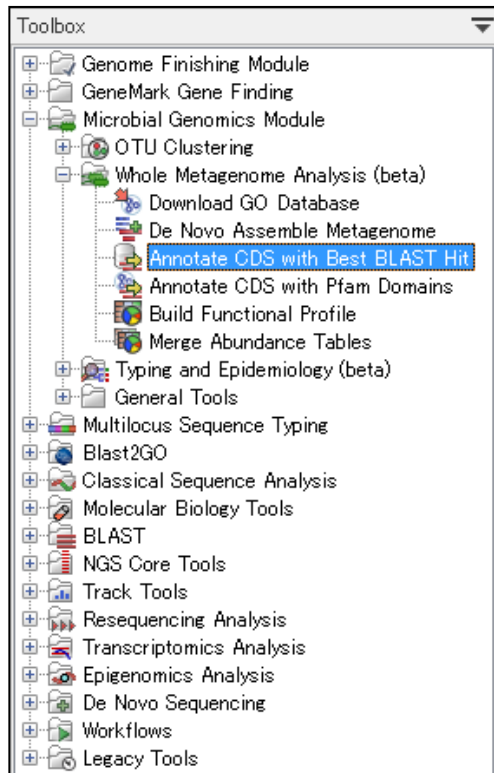 Toolbox
Genome Finishing Module
GeneMark Gene Finding
Microbial Genomics Module
OTU Clustering
Whole Metagenome Analysis (beta)
Download GO Database
De Novo Assemble Metagenome
Annotate CDS with Best BLAST Hit
Annotate CDS with Pfam Domains
Build Functional Profile
Merge Abundance Tables
Typing and Epidemiology (beta)
General Tools
Multilocus Sequence Typing
Blast2GO
Classical Sequence Analysis
Molecular Biology Tools
BLAST
NGS Core Tools
Track Tools
Resequencing Analysis
Transcriptomics Analysis
Epigenomics Analysis
De Novo Sequencing
Workflows
Legacy Tools